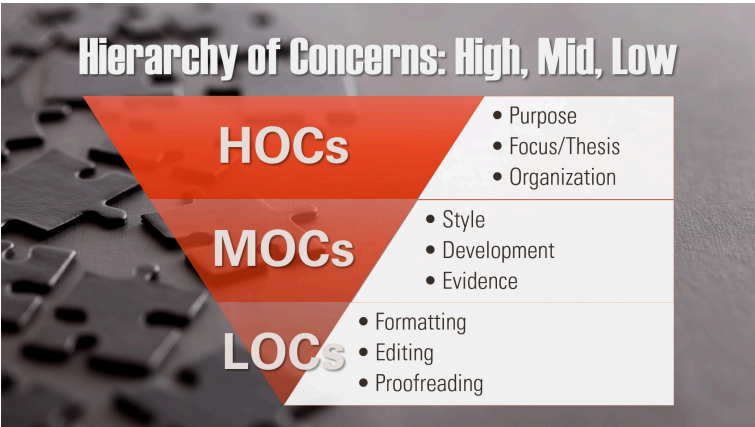 Hierarchy of Concerns: High, Mid, Low
HOCs
• Purpose
• Focus/Thesis
• Organization
MOCs
• Style
• Development
• Evidence
LOCs
• Formatting
• Editing
• Proofreading